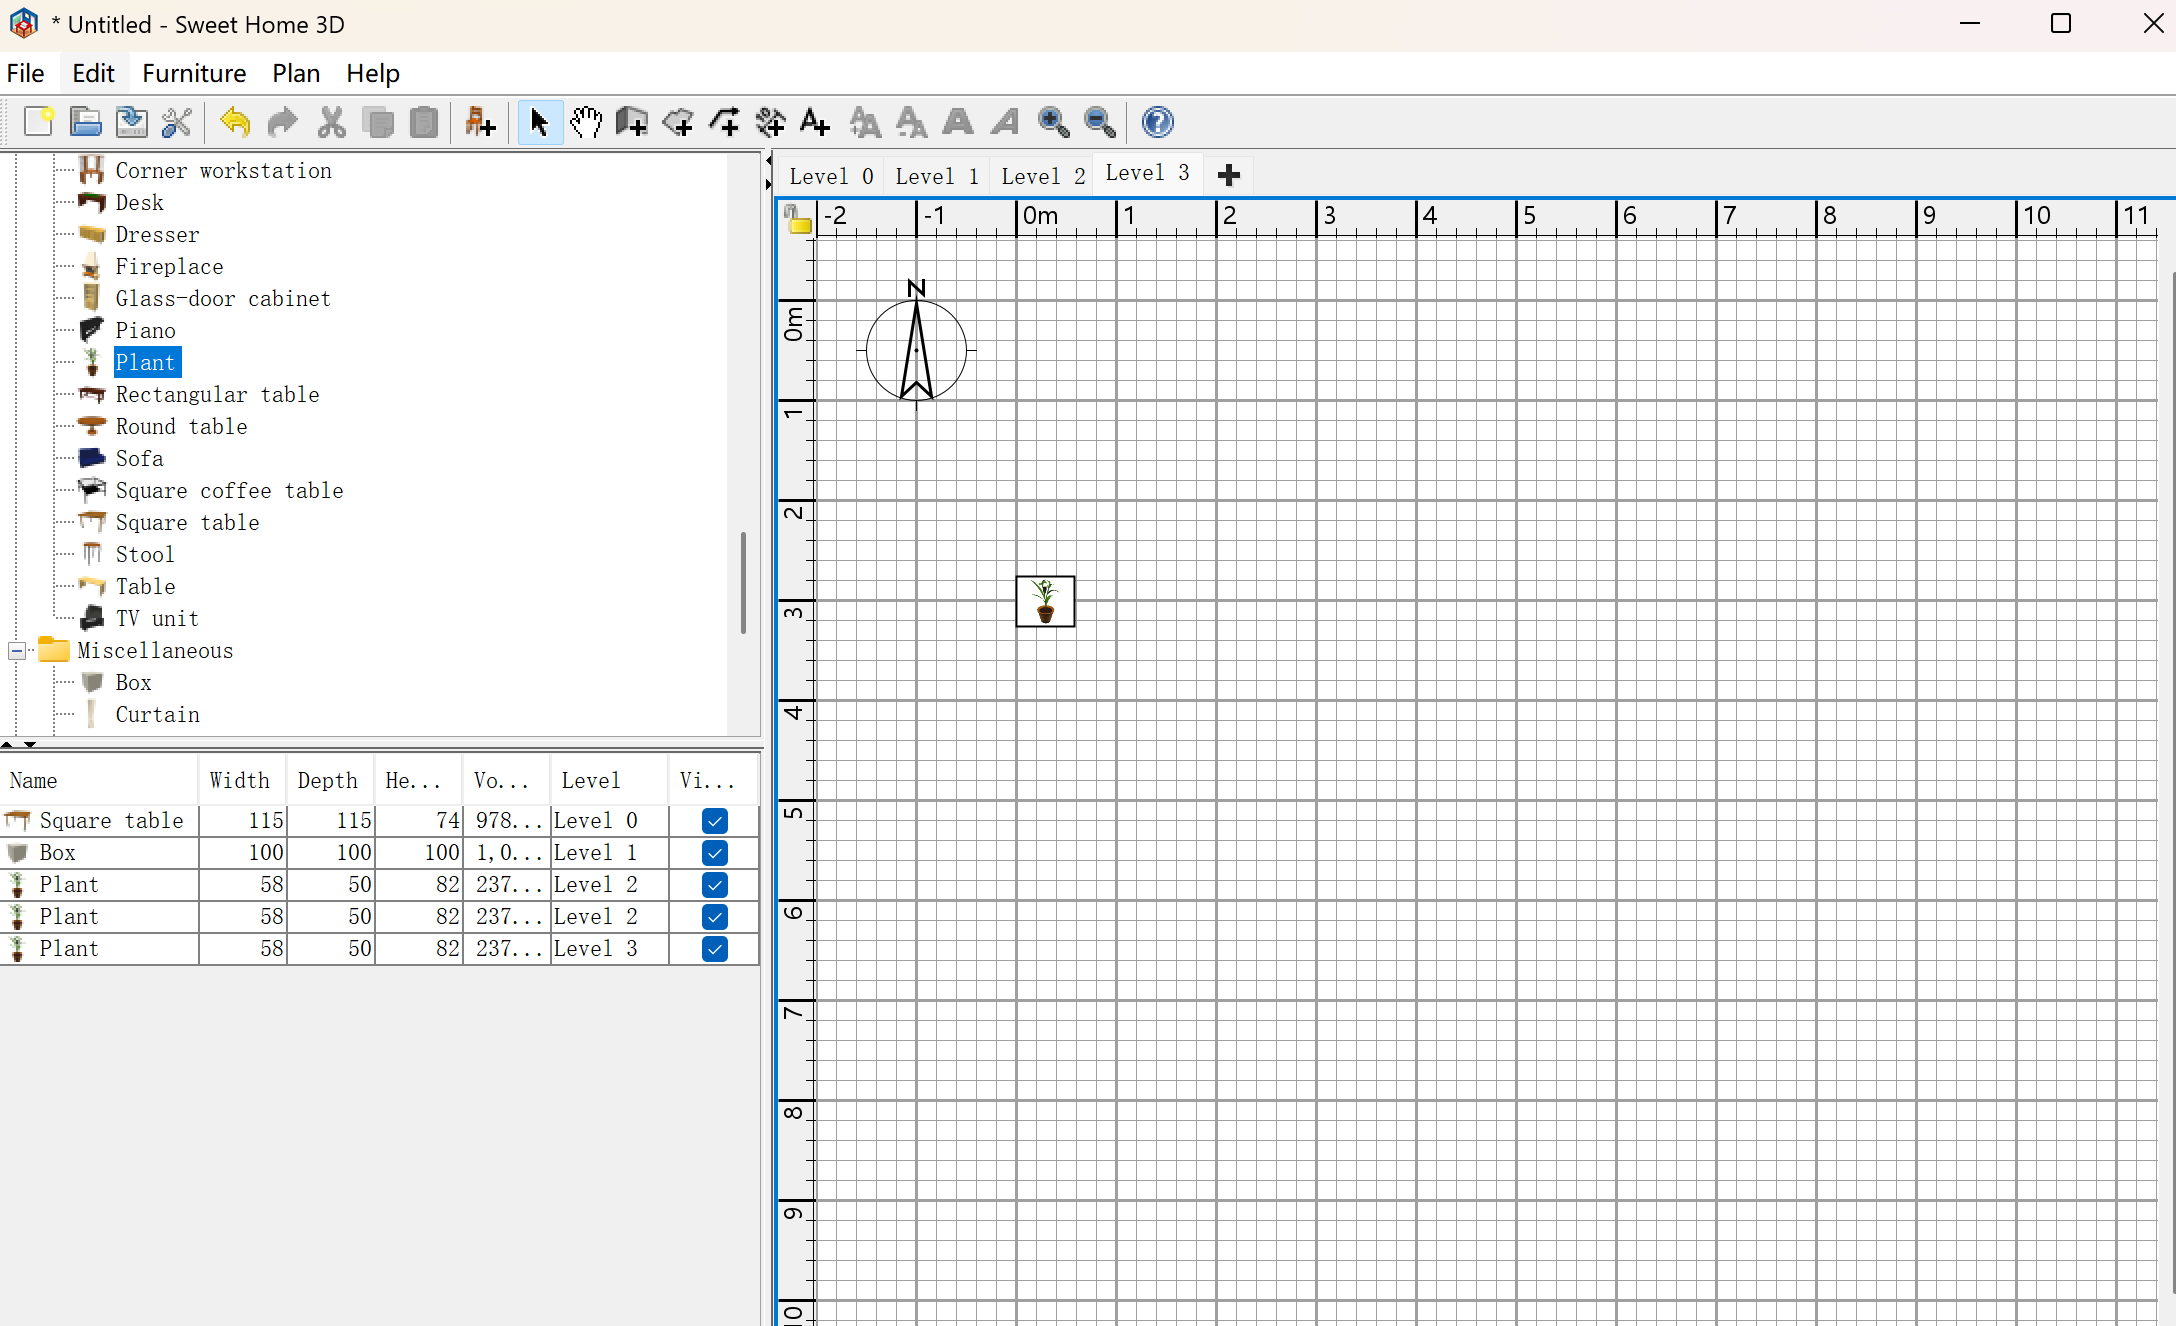 * Untitled - Sweet Home 3D
File Edit Furniture Plan Help
Corner workstation
Desk
Dresser
Fireplace
Glass-door cabinet
Piano
Plant
Rectangular table
Round table
Sofa
Square coffee table
Square table
Stool
Table
TV unit
Miscellaneous
Box
Curtain
Name Width Depth He... Vo... Level Vi...
Square table 115 115 74 978... Level 0
Box 100 100 100 1,0... Level 1
Plant 58 50 82 237... Level 2
Plant 58 50 82 237... Level 2
Plant 58 50 82 237... Level 3
Level 0 Level 1 Level 2 Level 3
-2 -1 0m 1 2 3 4 5 6 7 8 9 10 11
N
0m
1
2
3
4
5
6
7
8
9
10